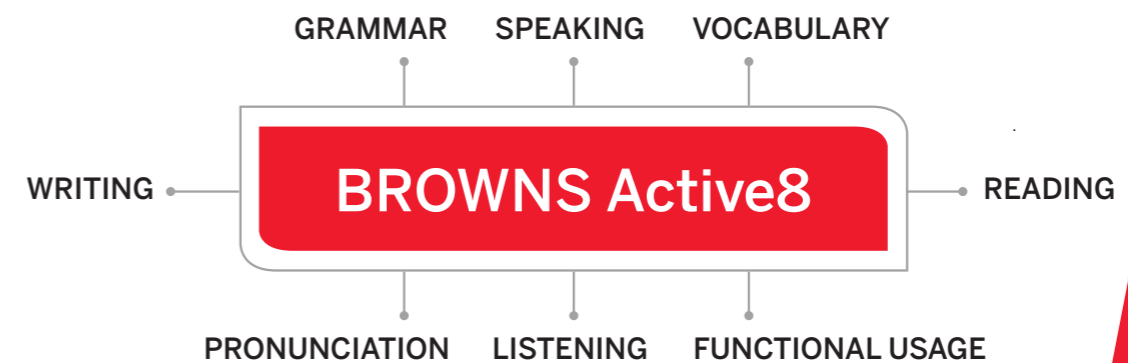 GRAMMAR SPEAKING VOCABULARY
WRITING BROWNS Active8 READING
PRONUNCIATION LISTENING FUNCTIONAL USAGE